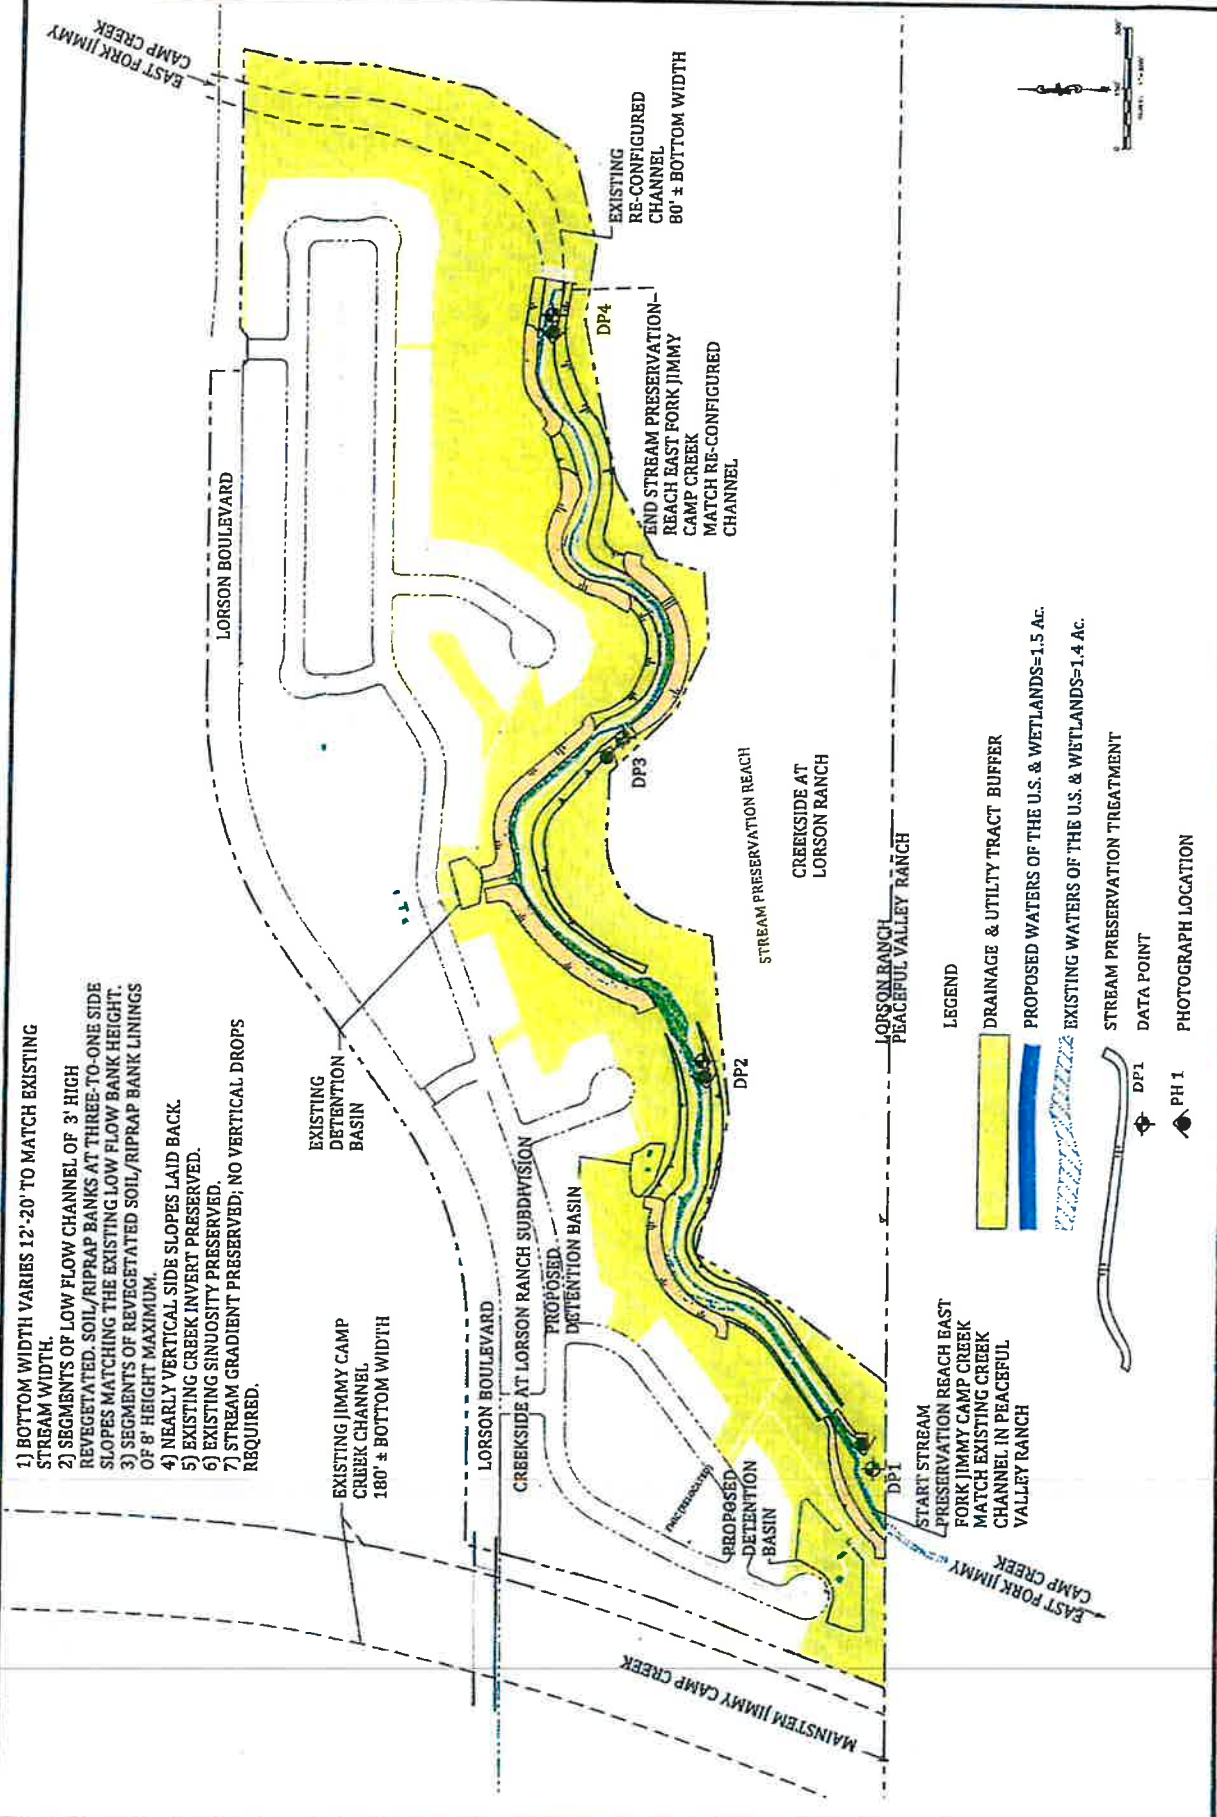 1) BOTTOM WIDTH VARIES 12'-20' TO MATCH EXISTING
STREAM WIDTH.
2) SEGMENTS OF LOW FLOW CHANNEL OF 3' HIGH
REVEGETATED, SOIL/RIPRAP BANKS AT THREE-TO-ONE SIDE
SLOPES MATCHING THE EXISTING LOW FLOW BANK HEIGHT.
3) SEGMENTS OF REVEGETATED SOIL/RIPRAP BANK LININGS
OF 8' HEIGHT MAXIMUM.
4) NEARLY VERTICAL SIDE SLOPES LAID BACK.
5) EXISTING CREEK INVERT PRESERVED.
6) EXISTING SINUOSITY PRESERVED.
7) STREAM GRADIENT PRESERVED; NO VERTICAL DROPS
REQUIRED.
EXISTING JIMMY CAMP
CREEK CHANNEL
180' ± BOTTOM WIDTH
EXISTING
DETENTION
BASIN
LORSON BOULEVARD
EAST FORK JIMMY
CAMP CREEK
LORSON BOULEVARD
CREEKSIDE AT LORSON RANCH SUBDIVISION
PROPOSED
DETENTION BASIN
PROPOSED
DETENTION
BASIN
MAINSTEM JIMMY CAMP CREEK
EXISTING
RE-CONFIGURED
CHANNEL
80' ± BOTTOM WIDTH
DP4
END STREAM PRESERVATION
REACH EAST FORK JIMMY
CAMP CREEK
MATCH RE-CONFIGURED
CHANNEL
DP3
DP2
DP1
STREAM PRESERVATION REACH
CREEKSIDE AT
LORSON RANCH
START STREAM
PRESERVATION REACH EAST
FORK JIMMY CAMP CREEK
MATCH EXISTING CREEK
CHANNEL IN PEACEFUL
VALLEY RANCH
EAST FORK JIMMY
CAMP CREEK
LORSON RANCH
PEACEFUL VALLEY RANCH
LEGEND
DRAINAGE & UTILITY TRACT BUFFER
PROPOSED WATERS OF THE U.S. & WETLANDS=1.5 Ac.
EXISTING WATERS OF THE U.S. & WETLANDS=1.4 Ac.
STREAM PRESERVATION TREATMENT
DP1 DATA POINT
PH 1 PHOTOGRAPH LOCATION
0 150' 300'